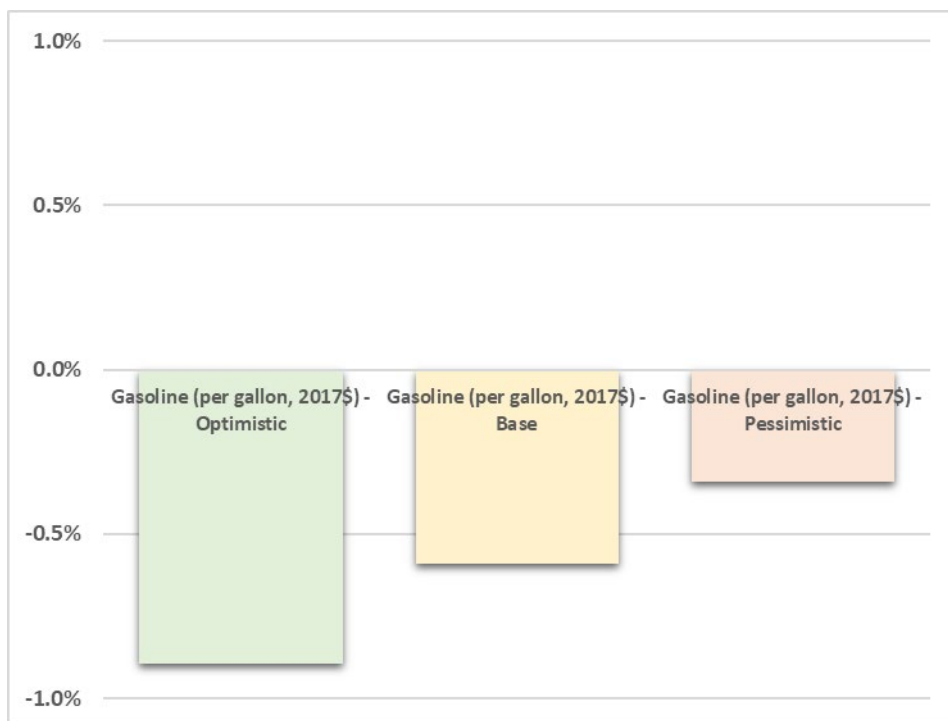 1.0%
0.5%
0.0%
Gasoline (per gallon, 2017$) -
Optimistic
Gasoline (per gallon, 2017$) -
Base
Gasoline (per gallon, 2017$) -
Pessimistic
-0.5%
-1.0%